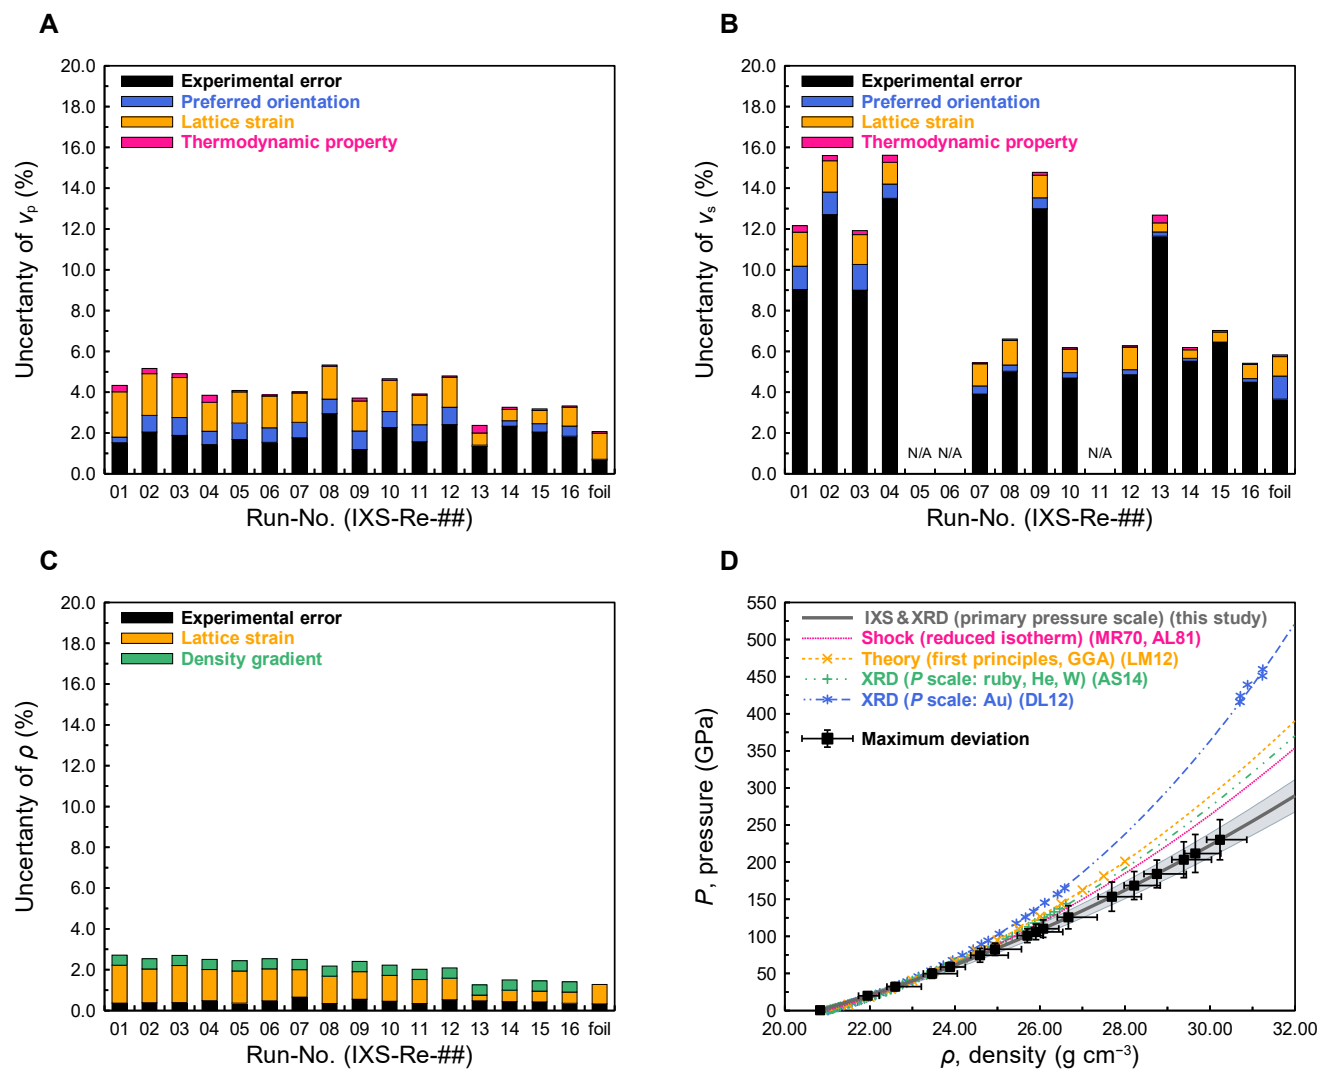 A
20.0
18.0
16.0
14.0
12.0
10.0
8.0
6.0
4.0
2.0
0.0
Uncertanty of vp (%)
Experimental error
Preferred orientation
Lattice strain
Thermodynamic property
01 02 03 04 05 06 07 08 09 10 11 12 13 14 15 16 foil
Run-No. (IXS-Re-##)
B
20.0
18.0
16.0
14.0
12.0
10.0
8.0
6.0
4.0
2.0
0.0
Uncertanty of vs (%)
Experimental error
Preferred orientation
Lattice strain
Thermodynamic property
N/A N/A N/A
01 02 03 04 05 06 07 08 09 10 11 12 13 14 15 16 foil
Run-No. (IXS-Re-##)
C
20.0
18.0
16.0
14.0
12.0
10.0
8.0
6.0
4.0
2.0
0.0
Uncertanty of ρ (%)
Experimental error
Lattice strain
Density gradient
01 02 03 04 05 06 07 08 09 10 11 12 13 14 15 16 foil
Run-No. (IXS-Re-##)
D
550
500
450
400
350
300
250
200
150
100
50
0
P, pressure (GPa)
IXS & XRD (primary pressure scale) (this study)
Shock (reduced isotherm) (MR70, AL81)
Theory (first principles, GGA) (LM12)
XRD (P scale: ruby, He, W) (AS14)
XRD (P scale: Au) (DL12)
Maximum deviation
20.00 22.00 24.00 26.00 28.00 30.00 32.00
ρ, density (g cm⁻³)